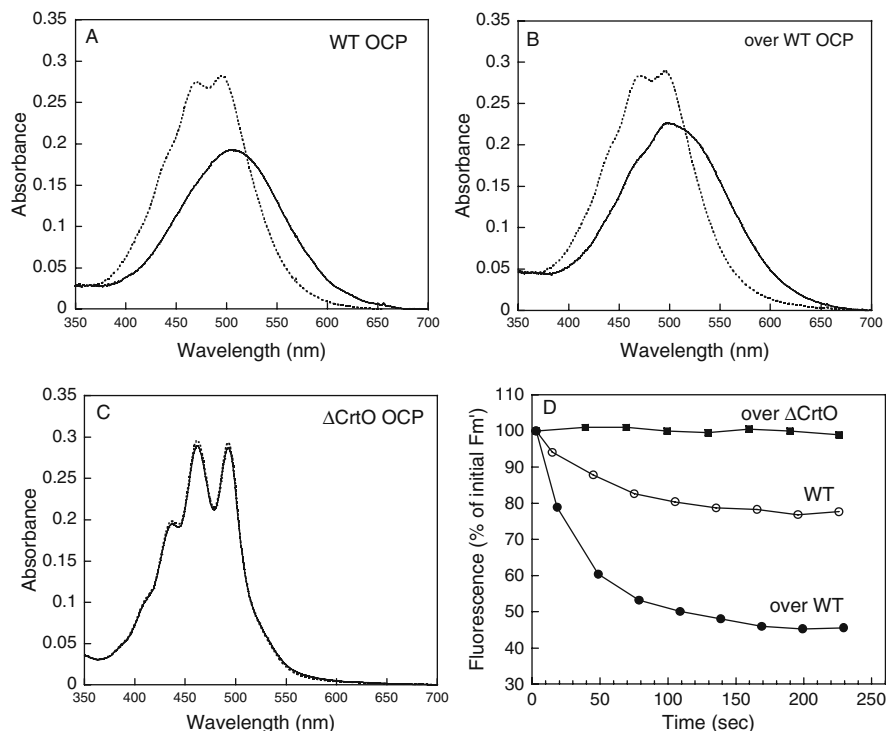 A
WT OCP
0.35
0.3
0.25
0.2
0.15
0.1
0.05
0
Absorbance
350 400 450 500 550 600 650 700
Wavelength (nm)
B
over WT OCP
0.35
0.3
0.25
0.2
0.15
0.1
0.05
0
Absorbance
350 400 450 500 550 600 650 700
Wavelength (nm)
C
ΔCrtO OCP
0.35
0.3
0.25
0.2
0.15
0.1
0.05
0
Absorbance
350 400 450 500 550 600 650 700
Wavelength (nm)
D
over ΔCrtO
WT
over WT
110
100
90
80
70
60
50
40
30
Fluorescence (% of initial Fm')
0 50 100 150 200 250
Time (sec)